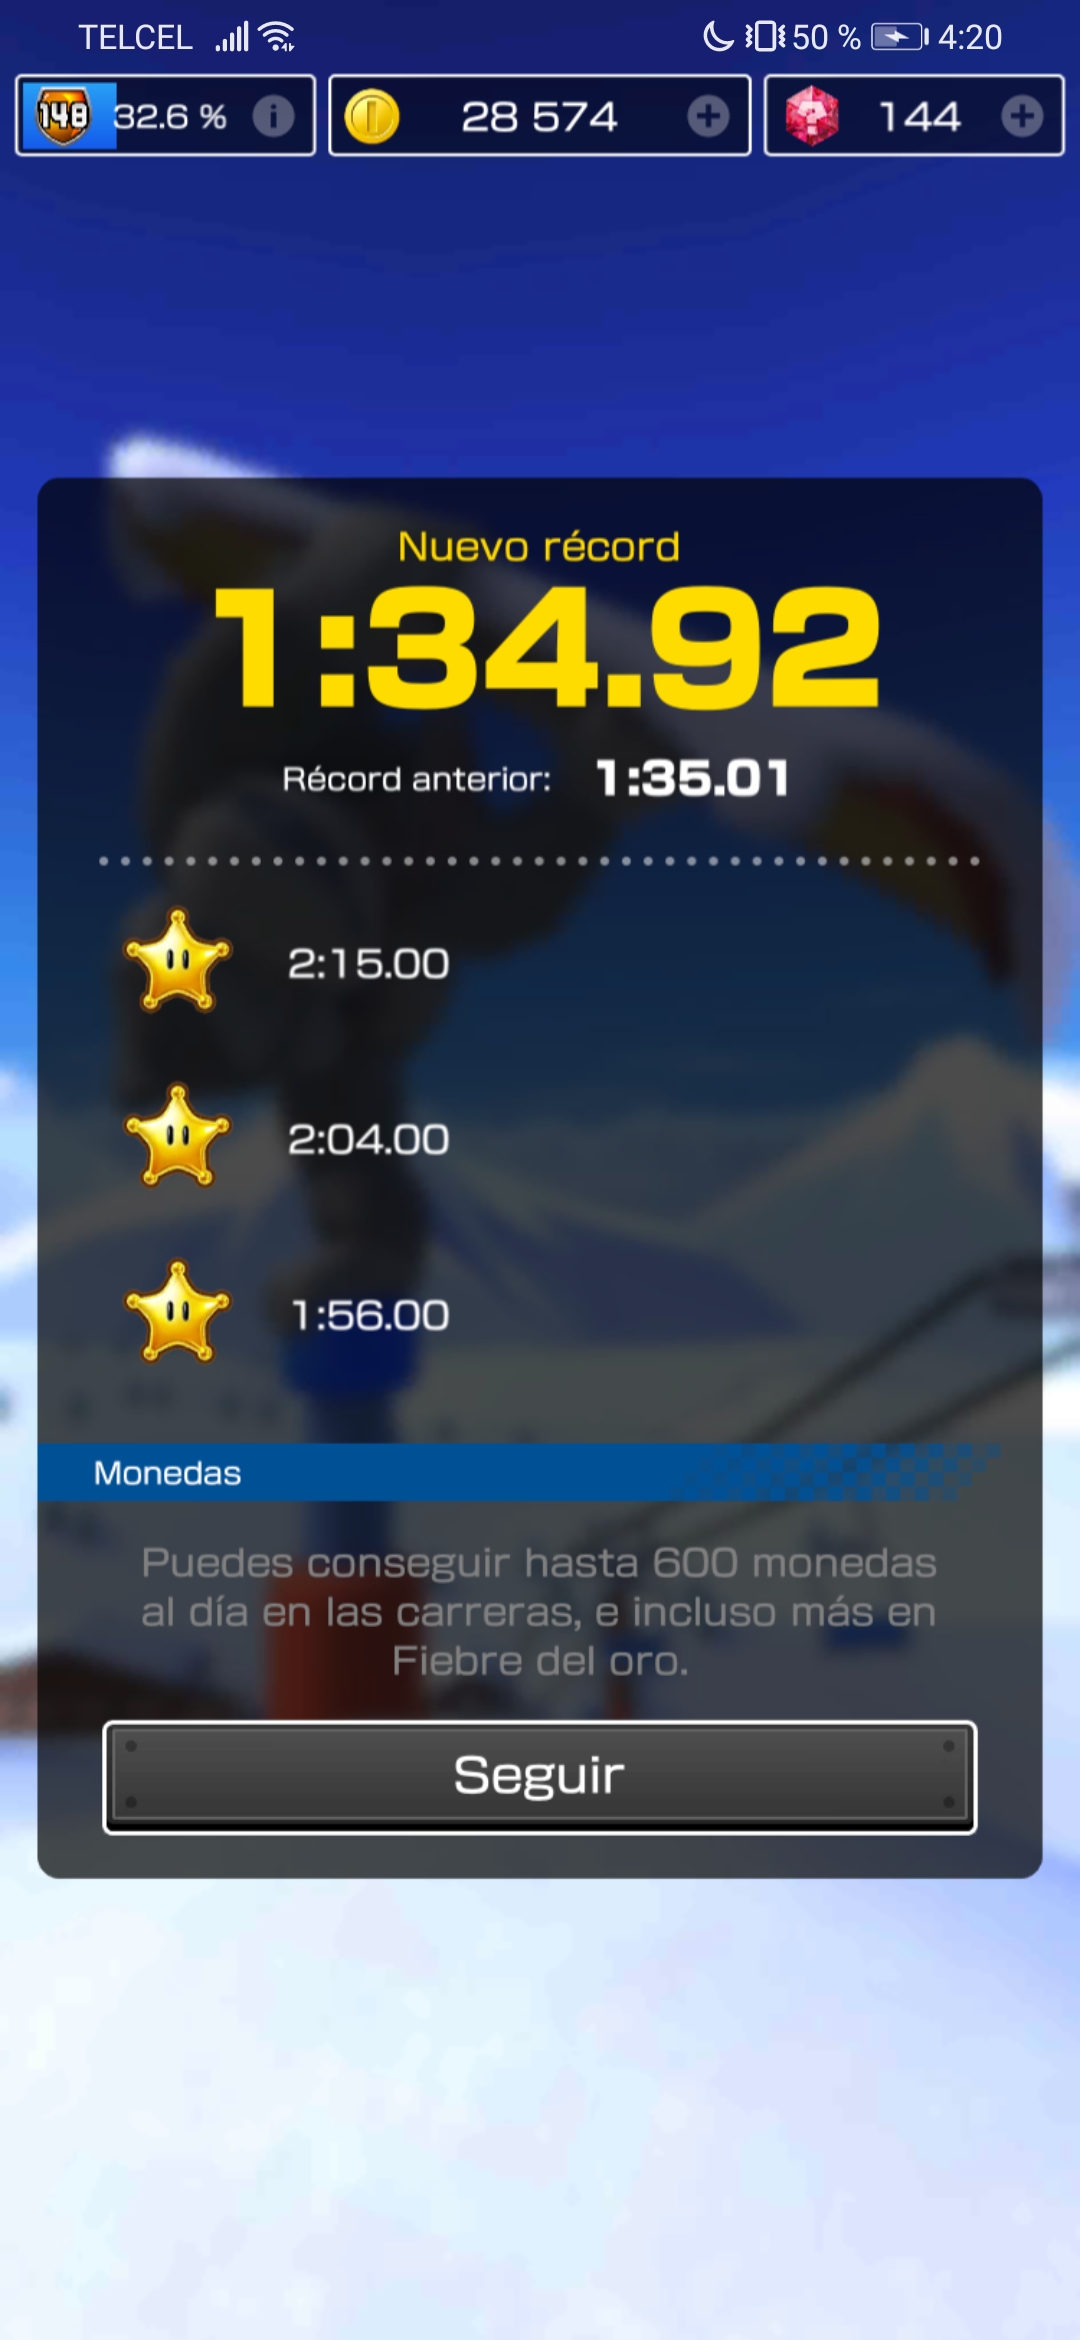 TELCEL 50 % 4:20
148 32.6 % 28 574 144
Nuevo récord
1:34.92
Récord anterior: 1:35.01
2:15.00
2:04.00
1:56.00
Monedas
Puedes conseguir hasta 600 monedas
al día en las carreras, e incluso más en
Fiebre del oro.
Seguir